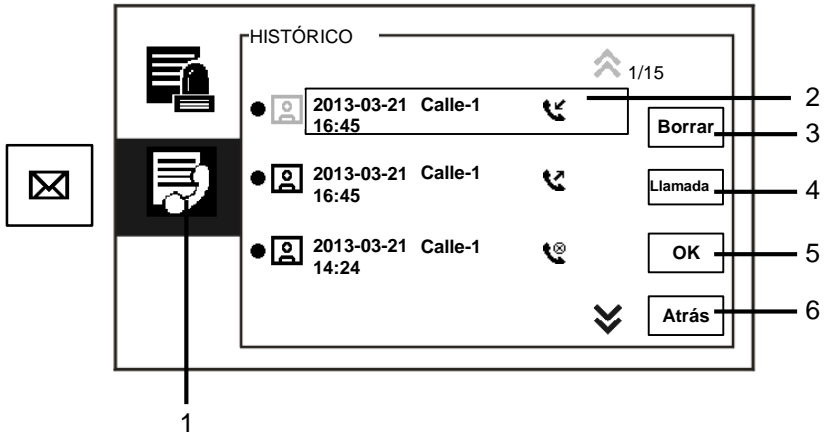 HISTÓRICO
1/15
2013-03-21 Calle-1
16:45
2
Borrar
3
2013-03-21 Calle-1
16:45
Llamada
4
2013-03-21 Calle-1
14:24
OK
5
Atrás
6
1